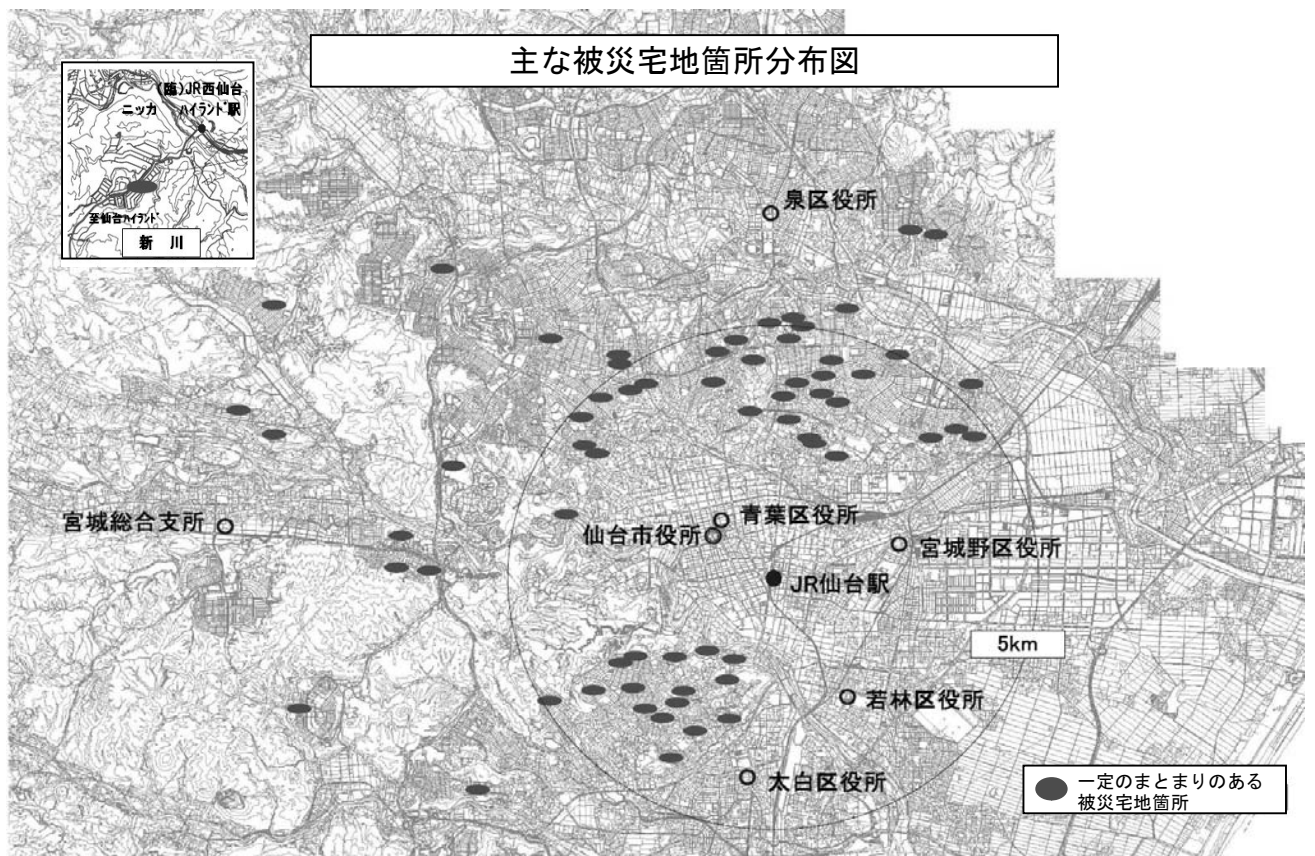 主な被災宅地箇所分布図
(臨)JR西仙台
ニッカ ハイランド駅
至仙台ハイランド
新 川
泉区役所
宮城総合支所
青葉区役所
仙台市役所
宮城野区役所
JR仙台駅
5km
若林区役所
太白区役所
一定のまとまりのある
被災宅地箇所